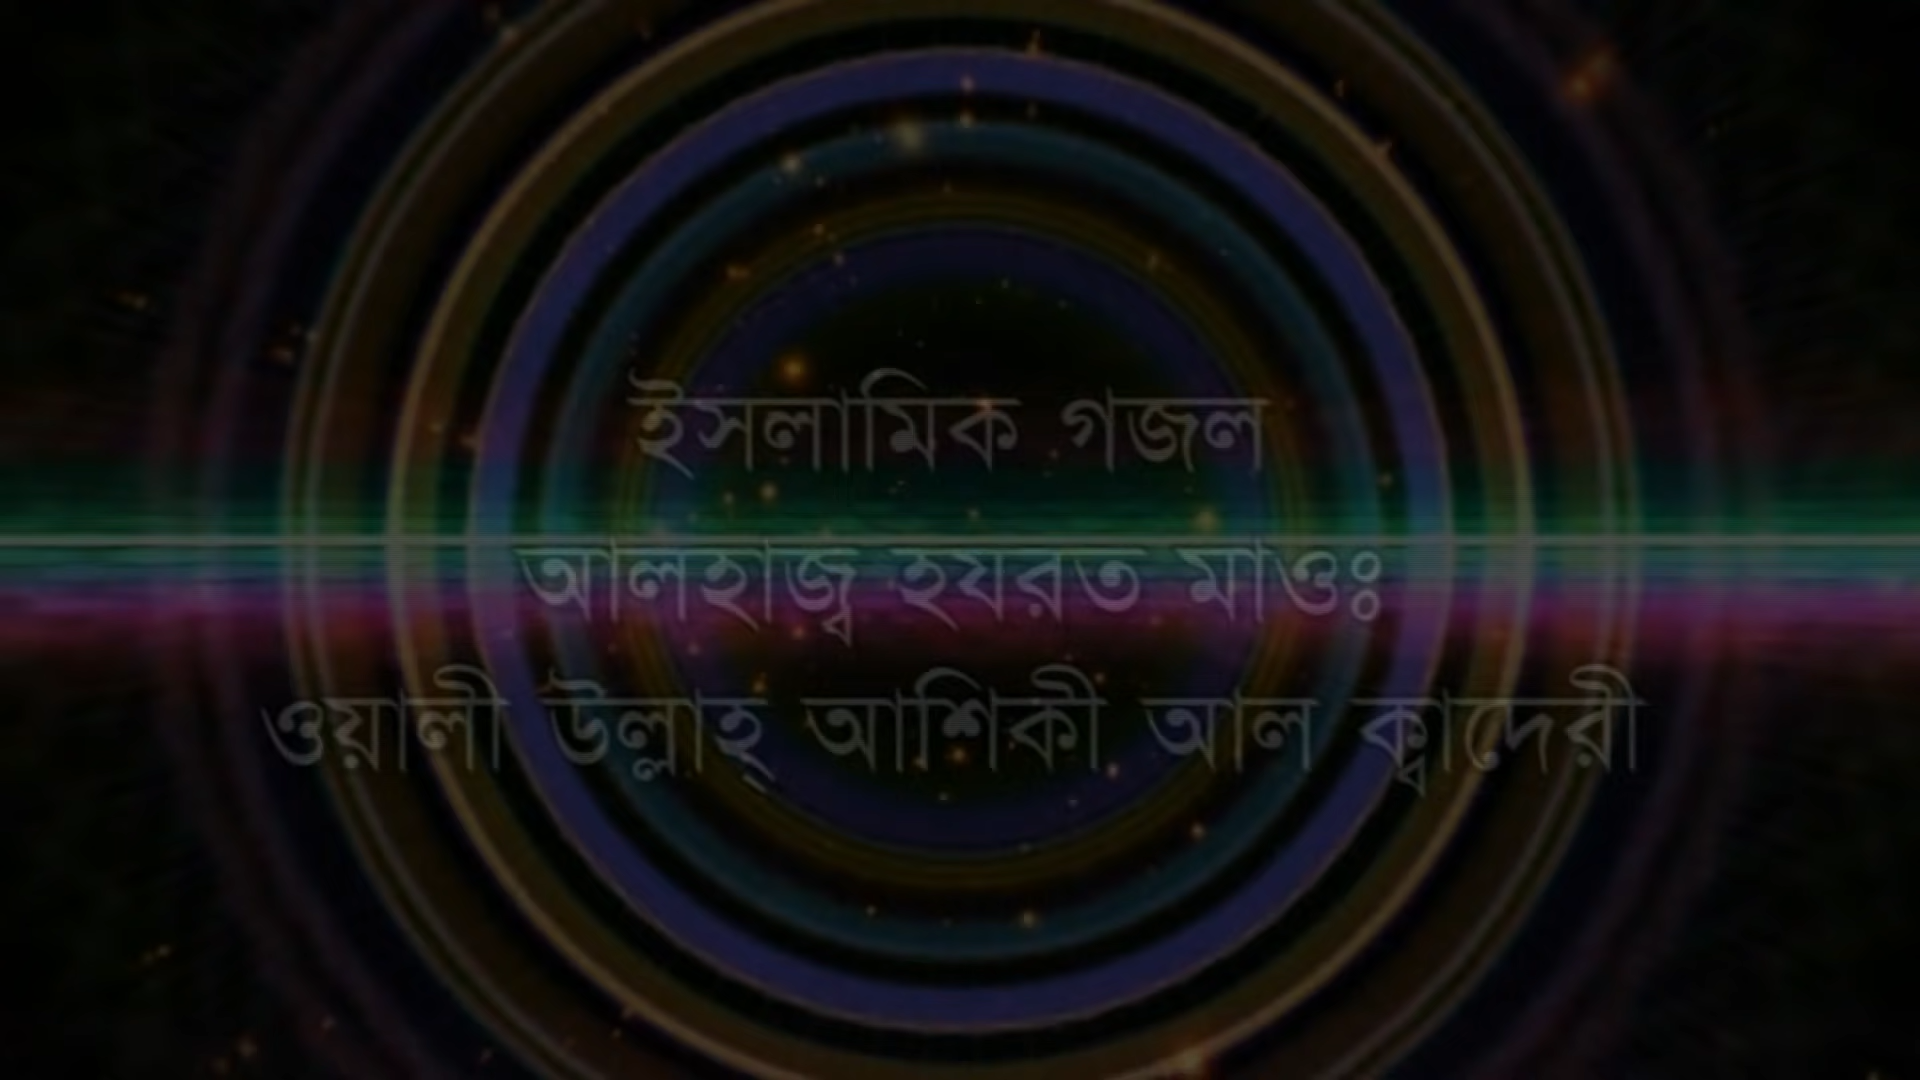 ইসলামিক গজল
আলহাজ্ব হযরত মাওঃ
ওয়ালী উল্লাহ্ আশিকী আল ক্বাদেরী